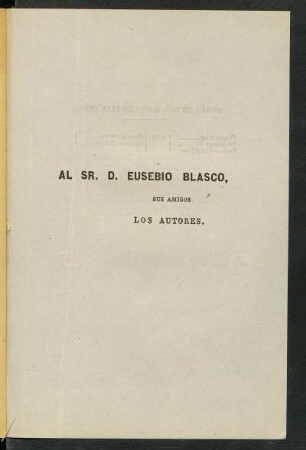 AL SR. D. EUSEBIO BLASCO,
SUS AMIGOS
LOS AUTORES.